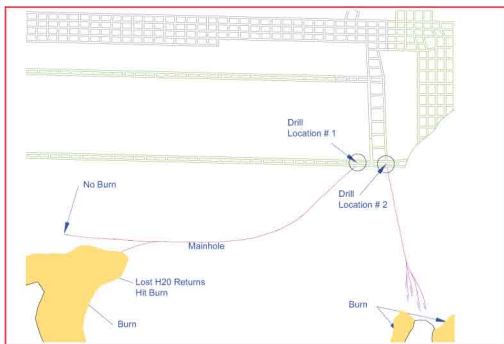 Drill
Location # 1
Drill
Location # 2
No Burn
Mainhole
Lost H20 Returns
Hit Burn
Burn
Burn